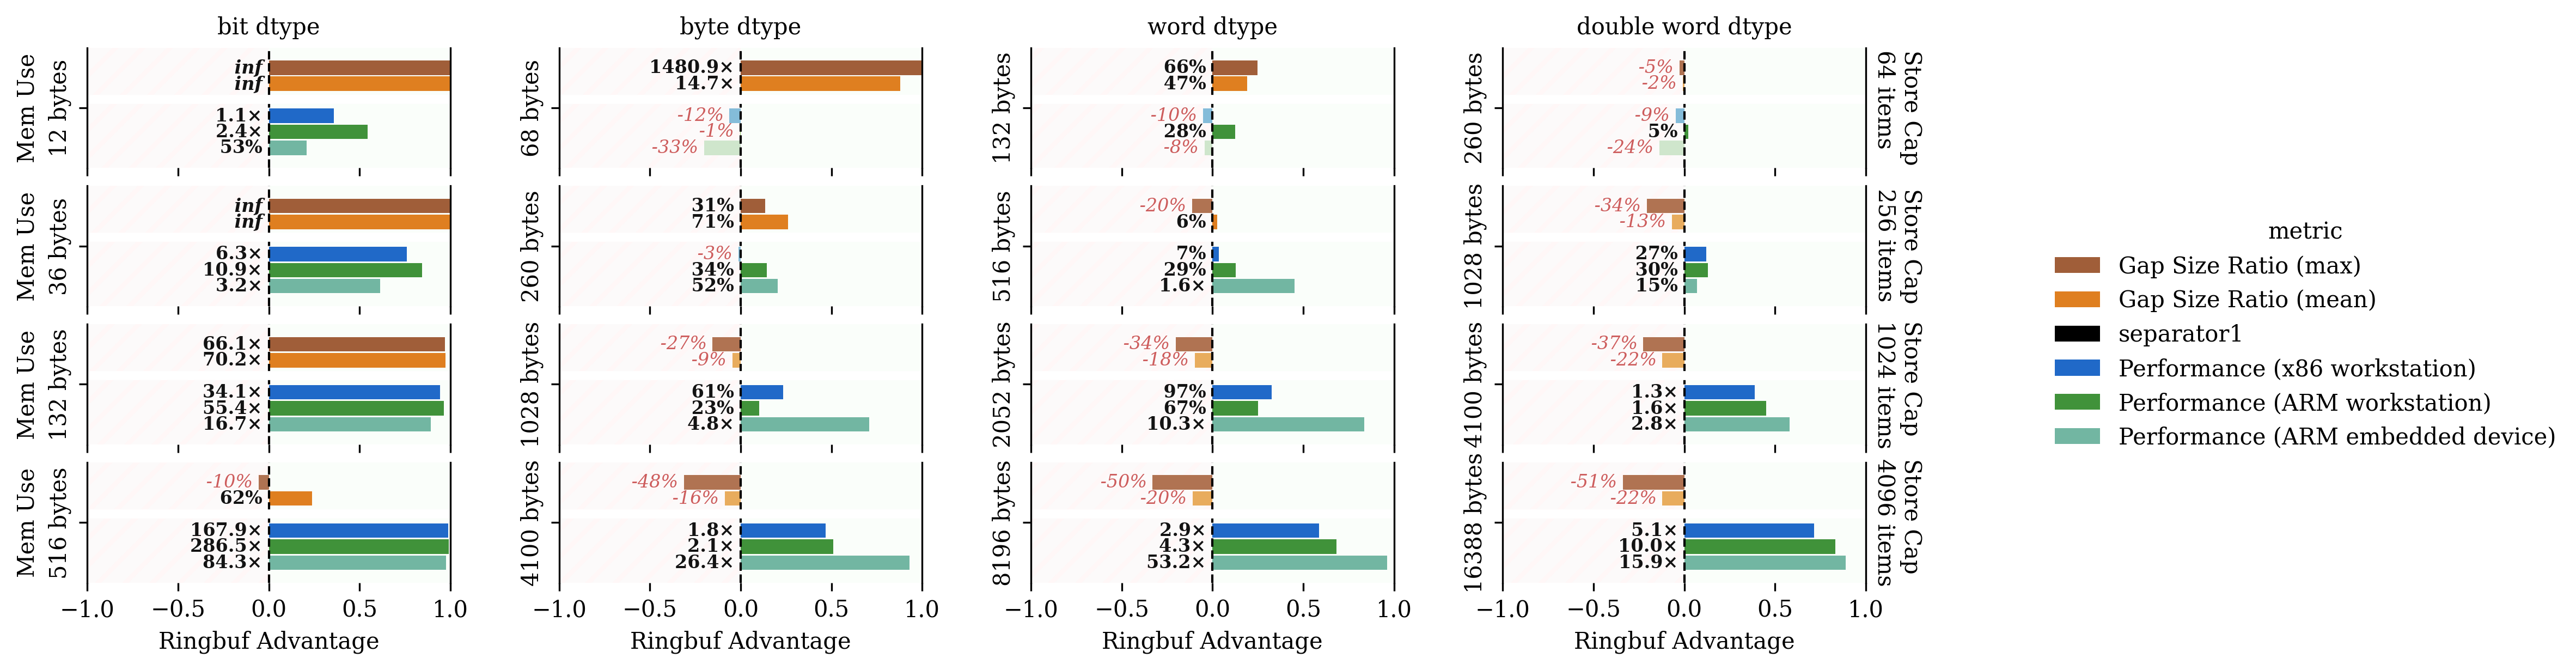 bit dtype
byte dtype
word dtype
double word dtype
Mem Use
12 bytes
inf
inf
1.1×
2.4×
53%
68 bytes
1480.9×
14.7×
-12%
-1%
-33%
132 bytes
66%
47%
-10%
28%
-8%
260 bytes
-5%
-2%
-9%
5%
-24%
Store Cap
64 items
Mem Use
36 bytes
inf
inf
6.3×
10.9×
3.2×
260 bytes
31%
71%
-3%
34%
52%
516 bytes
-20%
6%
7%
29%
1.6×
1028 bytes
-34%
-13%
27%
30%
15%
Store Cap
256 items
Mem Use
132 bytes
66.1×
70.2×
34.1×
55.4×
16.7×
1028 bytes
-27%
-9%
61%
23%
4.8×
2052 bytes
-34%
-18%
97%
67%
10.3×
4100 bytes
-37%
-22%
1.3×
1.6×
2.8×
Store Cap
1024 items
Mem Use
516 bytes
-10%
62%
167.9×
286.5×
84.3×
4100 bytes
-48%
-16%
1.8×
2.1×
26.4×
8196 bytes
-50%
-20%
2.9×
4.3×
53.2×
16388 bytes
-51%
-22%
5.1×
10.0×
15.9×
Store Cap
4096 items
−1.0 −0.5 0.0 0.5 1.0
Ringbuf Advantage
−1.0 −0.5 0.0 0.5 1.0
Ringbuf Advantage
−1.0 −0.5 0.0 0.5 1.0
Ringbuf Advantage
−1.0 −0.5 0.0 0.5 1.0
Ringbuf Advantage
metric
Gap Size Ratio (max)
Gap Size Ratio (mean)
separator1
Performance (x86 workstation)
Performance (ARM workstation)
Performance (ARM embedded device)